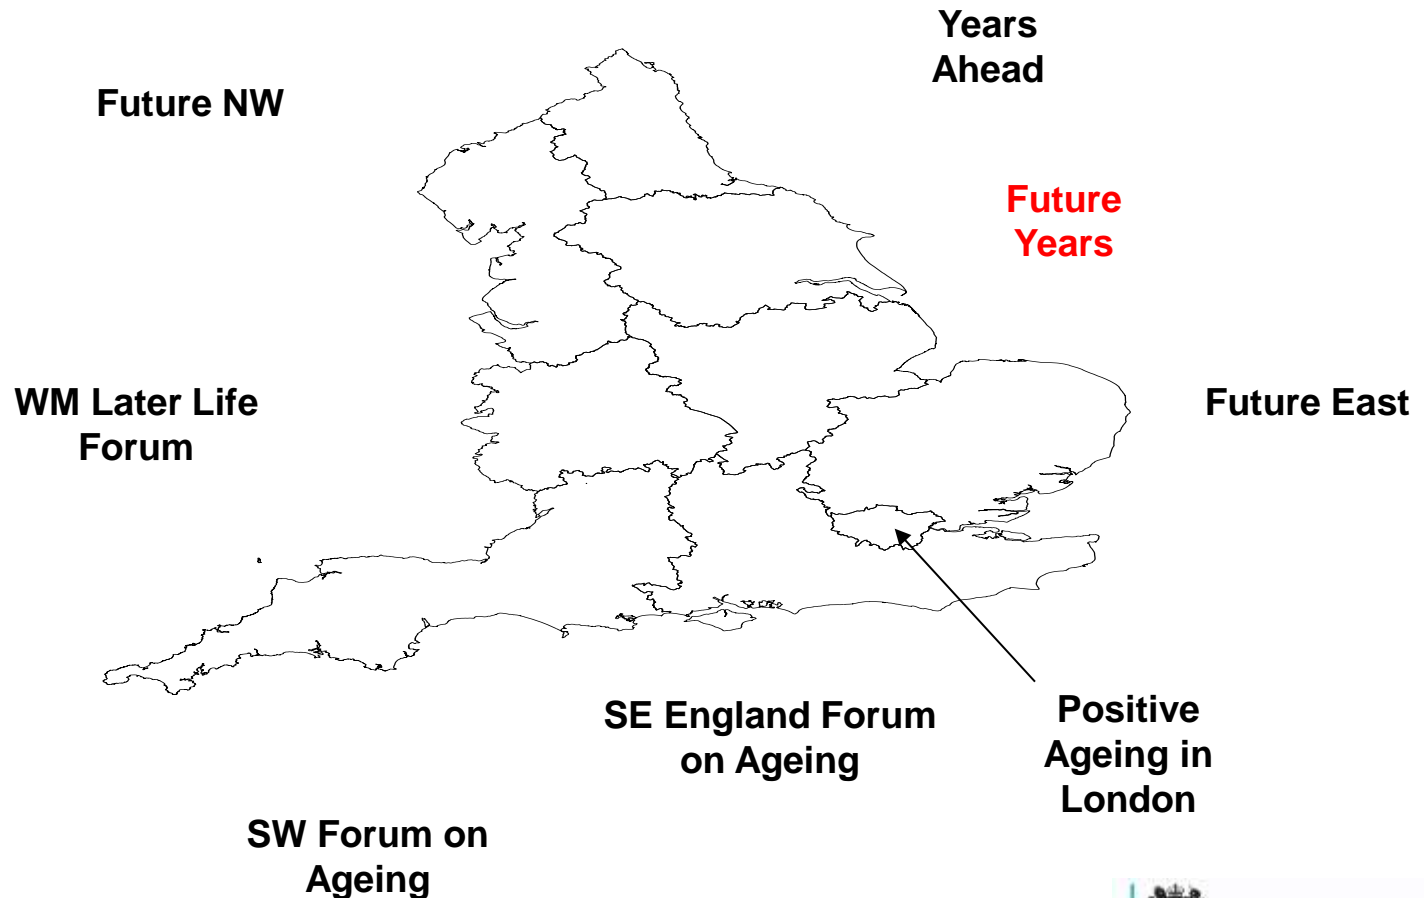 Years
Ahead
Future NW
Future
Years
WM Later Life
Forum
Future East
SE England Forum
on Ageing
Positive
Ageing in
London
SW Forum on
Ageing